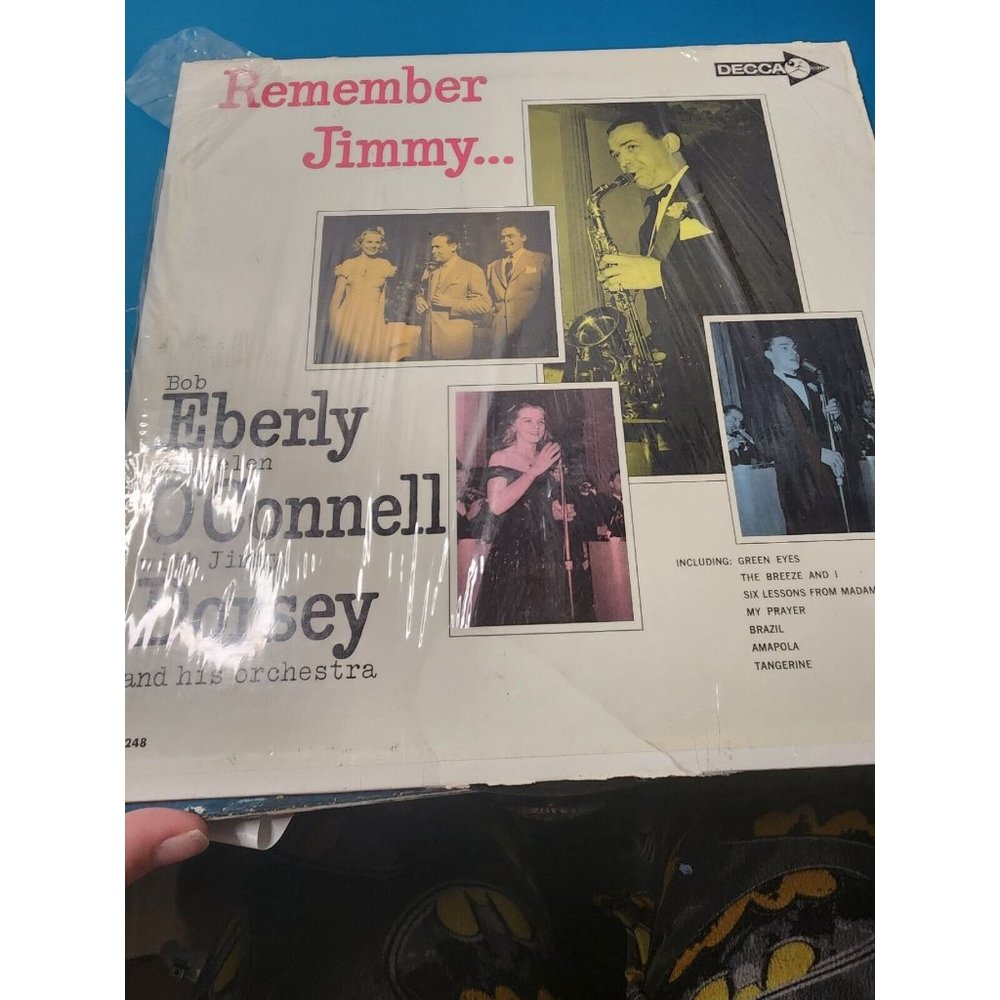 Remember
Jimmy...
DECCA
Bob
Eberly
O'Connell
Jimmy
Dorsey
and his orchestra
INCLUDING: GREEN EYES
THE BREEZE AND I
SIX LESSONS FROM MADAM
MY PRAYER
BRAZIL
AMAPOLA
TANGERINE
248